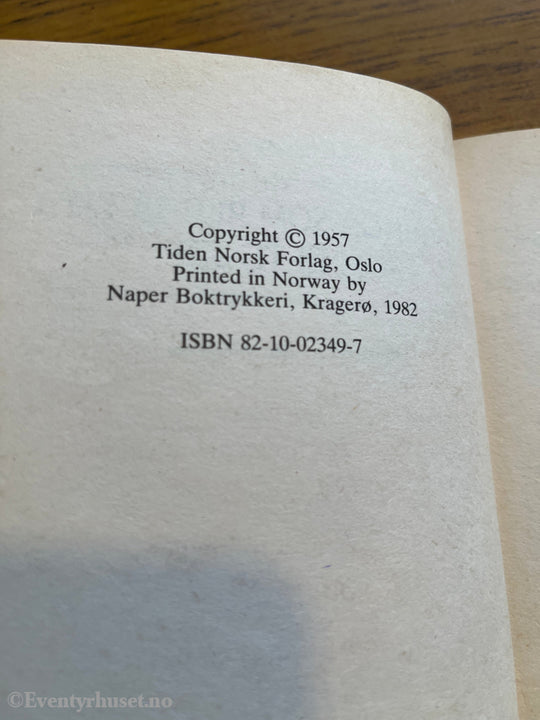 Copyright © 1957
Tiden Norsk Forlag, Oslo
Printed in Norway by
Naper Boktrykkeri, Kragerø, 1982
ISBN 82-10-02349-7
©Eventyrhuset.no